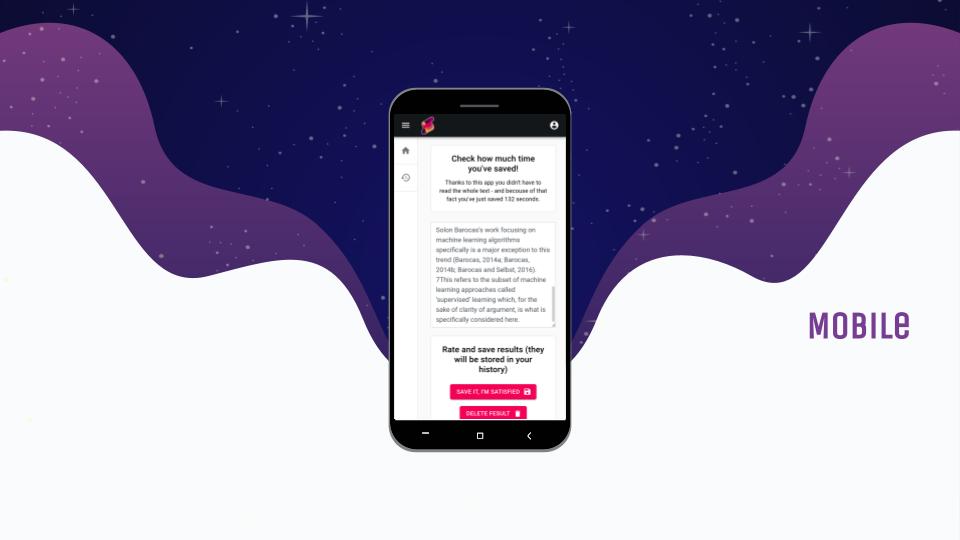 Check how much time
you've saved!
Thanks to this app you didn't have to
read the whole text - and becouse of that
fact you've just saved 132 seconds.
Solon Barocas's work focusing on
machine learning algorithms
specifically is a major exception to this
trend (Barocas, 2014a; Barocas,
2014b; Barocas and Selbst, 2016).
7This refers to the subset of machine
learning approaches called
'supervised' learning which, for the
sake of clarity of argument, is what is
specifically considered here.
Rate and save results (they
will be stored in your
history)
SAVE IT, I'M SATISFIED
DELETE FESULT
MOBILE